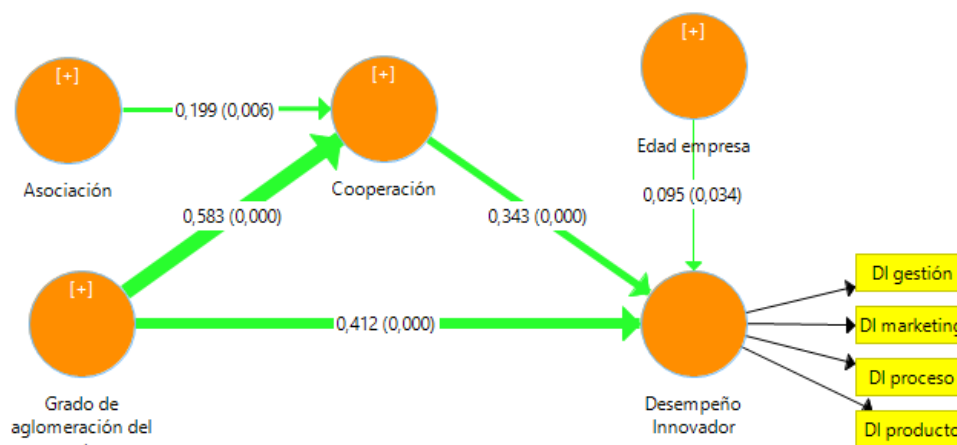 [+]
[+]
[+]
0,199 (0,006)
Asociación
Cooperación
Edad empresa
0,095 (0,034)
0,583 (0,000)
0,343 (0,000)
[+]
0,412 (0,000)
DI gestión
DI marketing
DI proceso
DI producto
Grado de
aglomeración del
Desempeño
Innovador